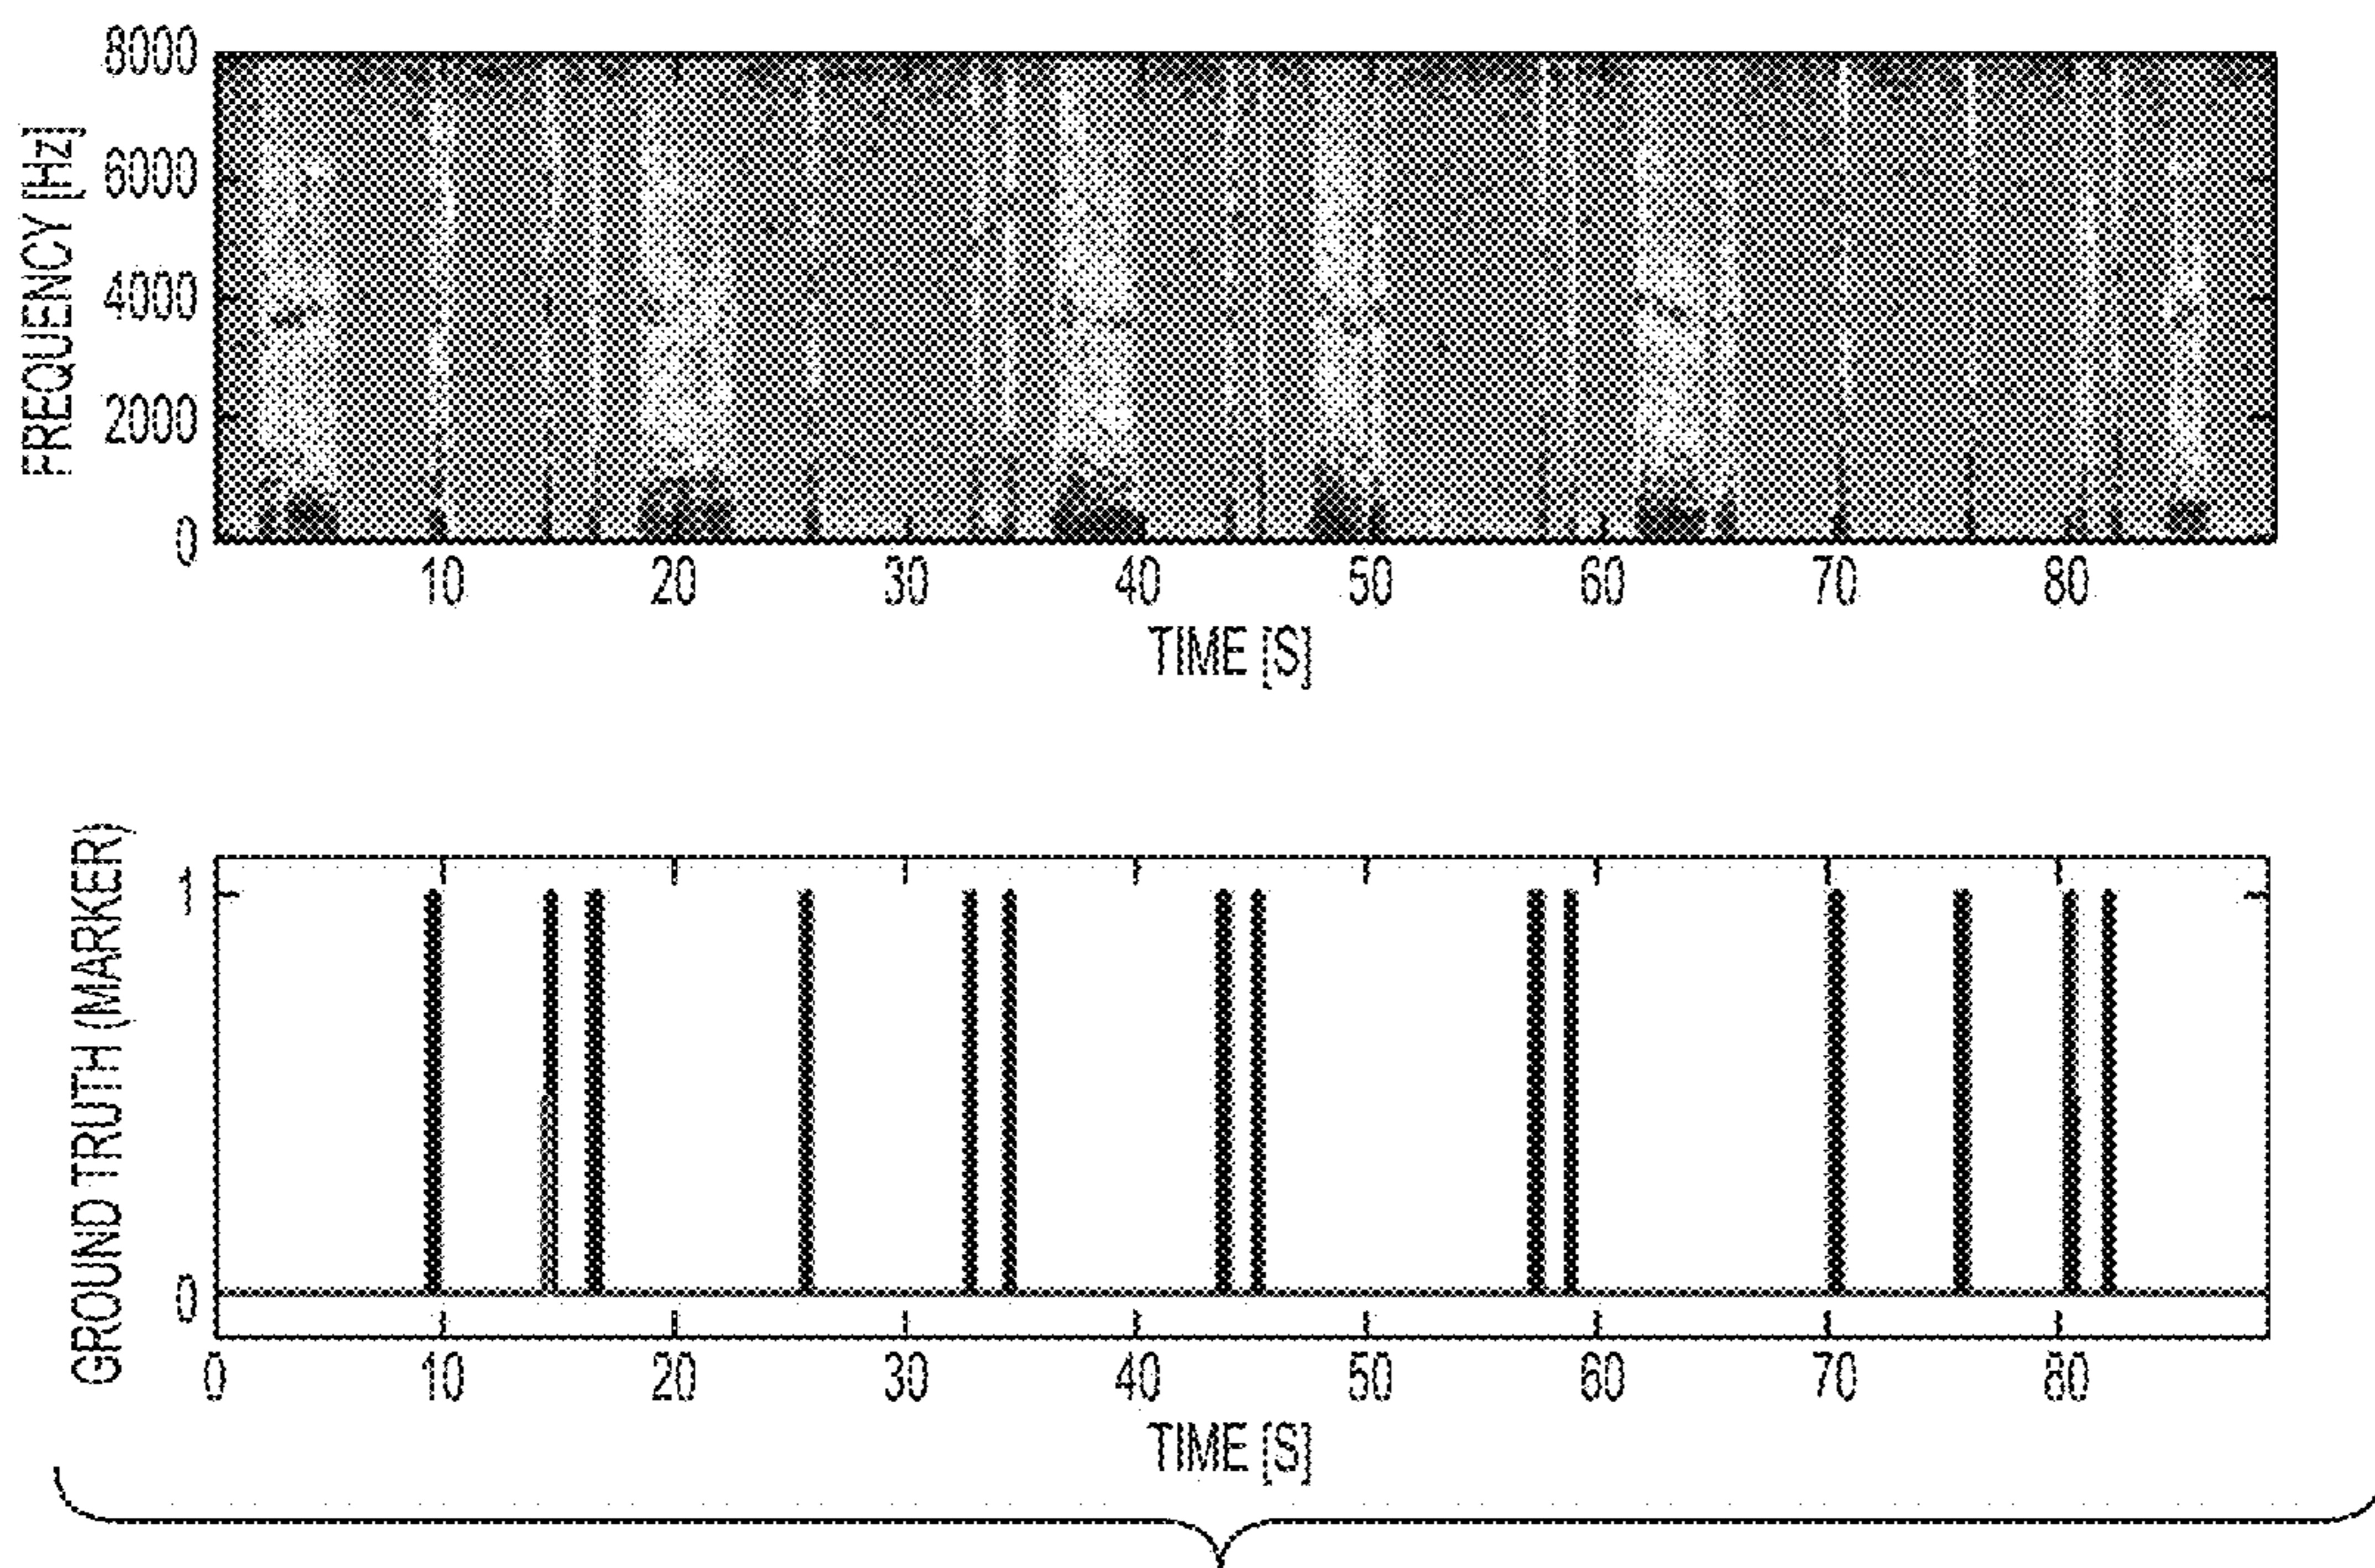 FREQUENCY [Hz]
8000
6000
4000
2000
0
10 20 30 40 50 60 70 80
TIME [S]
GROUND TRUTH (MARKER)
1
0
0 10 20 30 40 50 60 70 80
TIME [S]